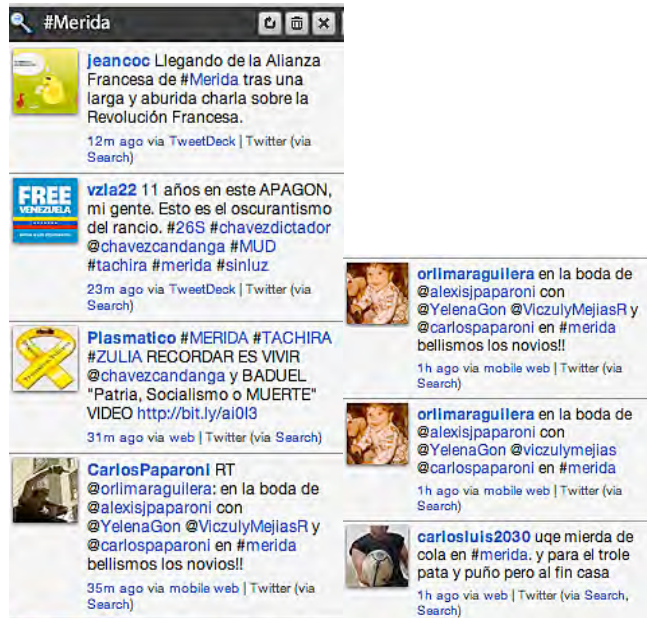 #Merida
jeancoc Llegando de la Alianza
Francesa de #Merida tras una
larga y aburida charla sobre la
Revolución Francesa.
12m ago via TweetDeck | Twitter (via
Search)
FREE
VENEZUELA
vzla22 11 años en este APAGON,
mi gente. Esto es el oscurantismo
del rancio. #26S #chavezdictador
@chavezcandanga #MUD
#tachira #merida #sinluz
23m ago via TweetDeck | Twitter (via
Search)
Plasmatico #MERIDA #TACHIRA
#ZULIA RECORDAR ES VIVIR
@chavezcandanga y BADUEL
"Patria, Socialismo o MUERTE"
VIDEO http://bit.ly/ai0I3
31m ago via web | Twitter (via Search)
CarlosPaparoni RT
@orlimaraguilera: en la boda de
@alexisjpaparoni con
@YelenaGon @ViczulyMejiasR y
@carlospaparoni en #merida
bellismos los novios!!
35m ago via mobile web | Twitter (via
Search)
orlimaraguilera en la boda de
@alexisjpaparoni con
@YelenaGon @ViczulyMejiasR y
@carlospaparoni en #merida
bellismos los novios!!
1h ago via mobile web | Twitter (via
Search)
orlimaraguilera en la boda de
@alexisjpaparoni con
@YelenaGon @viczulymejias
@carlospaparoni en #merida
1h ago via mobile web | Twitter (via
Search)
carlosluis2030 uqe mierda de
cola en #merida. y para el trole
pata y puño pero al fin casa
1h ago via web | Twitter (via Search,
Search)